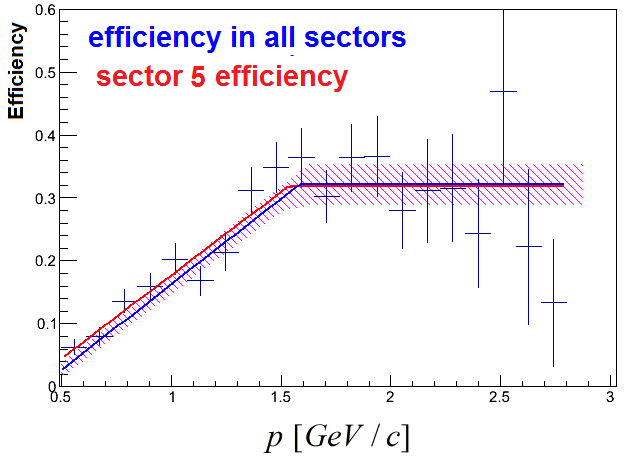 0.6
efficiency in all sectors
sector 5 efficiency
Efficiency
0.5
0.4
0.3
0.2
0.1
0
0.5 1 1.5 2 2.5 3
p [GeV / c]